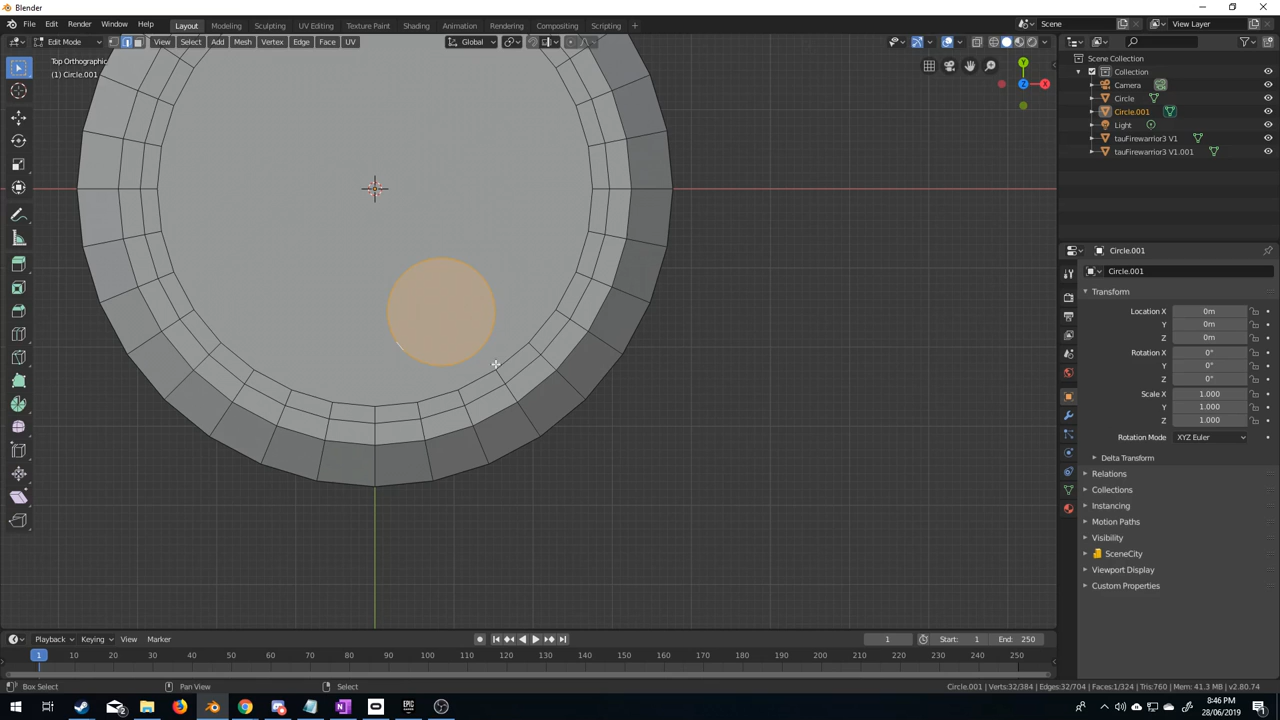 Blender
File Edit Render Window Help Layout Modeling Sculpting UV Editing Texture Paint Shading Animation Rendering Compositing Scripting Scene View Layer
Edit Mode View Select Add Mesh Vertex Edge Face UV Global
Top Orthographic
(1) Circle.001
Y
Z
X
Scene Collection
Collection
Camera
Circle
Circle.001
Light
tauFirewarrior3 V1
tauFirewarrior3 V1.001
Circle.001
Circle.001
Transform
Location X 0m
Y 0m
Z 0m
Rotation X 0°
Y 0°
Z 0°
Scale X 1.000
Y 1.000
Z 1.000
Rotation Mode XYZ Euler
Delta Transform
Relations
Collections
Instancing
Motion Paths
Visibility
SceneCity
Viewport Display
Custom Properties
Playback Keying View Marker 1 Start: 1 End: 250
1 10 20 30 40 50 60 70 80 90 100 110 120 130 140 150 160 170 180 190 200 210 220 230 240 250
Box Select Pan View Select Circle.001 | Verts:32/384 | Edges:32/704 | Faces:1/324 | Tris:760 | Mem: 41.3 MB | v2.80.74
8:46 PM
28/06/2019